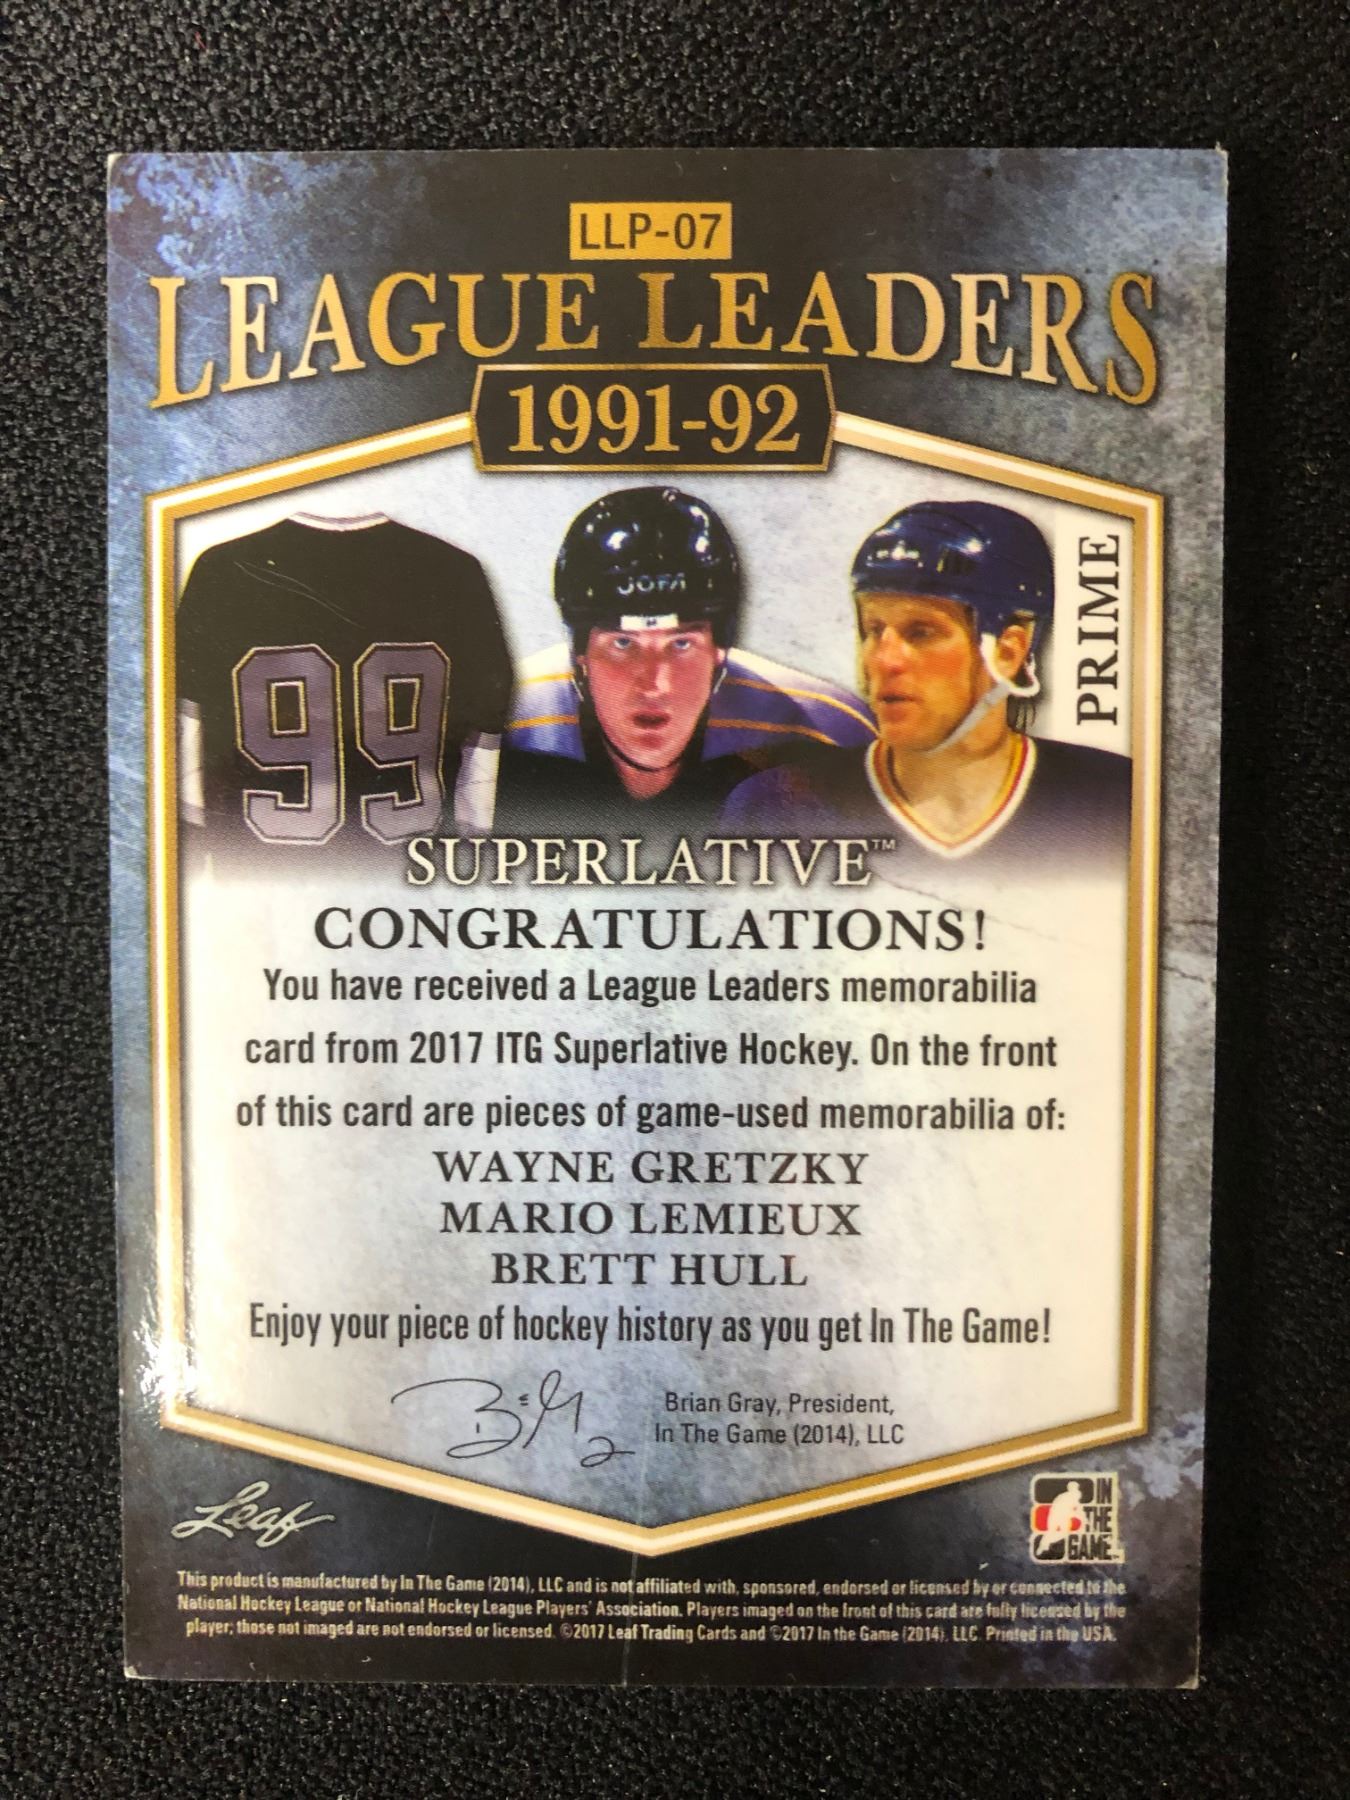 LLP-07
LEAGUE LEADERS
1991-92
99
JOFA
PRIME
SUPERLATIVE™
CONGRATULATIONS!
You have received a League Leaders memorabilia
card from 2017 ITG Superlative Hockey. On the front
of this card are pieces of game-used memorabilia of:
WAYNE GRETZKY
MARIO LEMIEUX
BRETT HULL
Enjoy your piece of hockey history as you get In The Game!
Brian Gray, President,
In The Game (2014), LLC
Leaf
IN
THE
GAME
This product is manufactured by In The Game (2014), LLC and is not affiliated with, sponsored, endorsed or licensed by or connected to the
National Hockey League or National Hockey League Players' Association. Players imaged on the front of this card are fully licensed by the
player; those not imaged are not endorsed or licensed. ©2017 Leaf Trading Cards and ©2017 In the Game (2014), LLC. Printed in the USA.